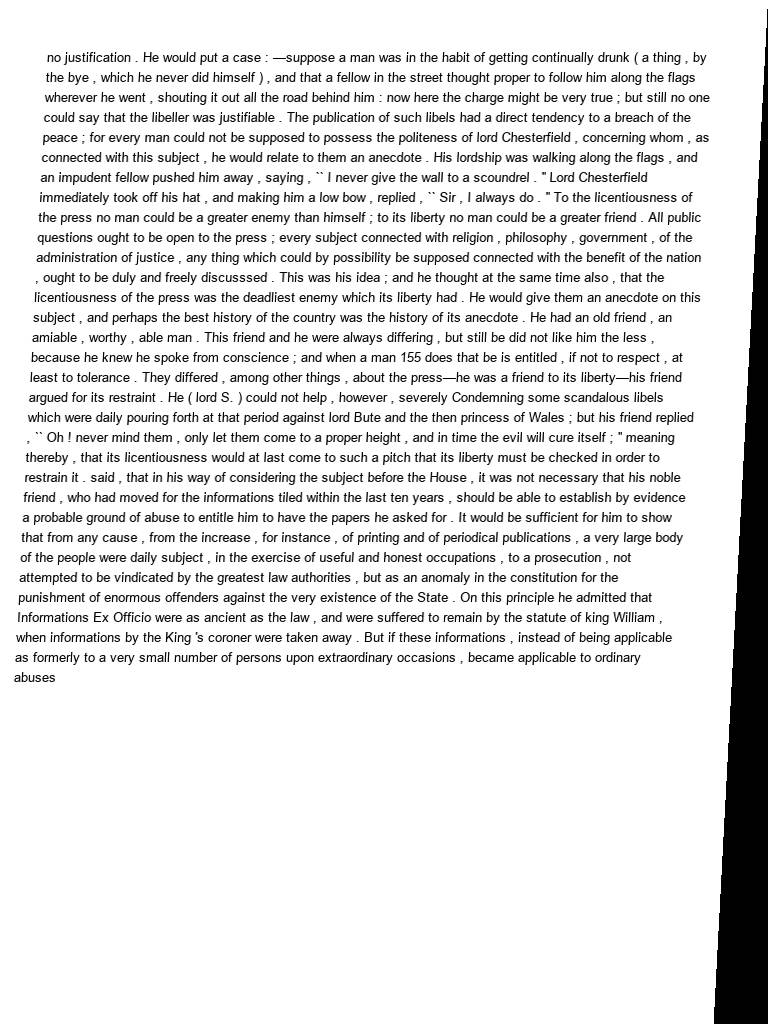 no justification . He would put a case : —suppose a man was in the habit of getting continually drunk ( a thing , by
the bye , which he never did himself ) , and that a fellow in the street thought proper to follow him along the flags
wherever he went , shouting it out all the road behind him : now here the charge might be very true ; but still no one
could say that the libeller was justifiable . The publication of such libels had a direct tendency to a breach of the
peace ; for every man could not be supposed to possess the politeness of lord Chesterfield , concerning whom , as
connected with this subject , he would relate to them an anecdote . His lordship was walking along the flags , and
an impudent fellow pushed him away , saying , `` I never give the wall to a scoundrel . " Lord Chesterfield
immediately took off his hat , and making him a low bow , replied , `` Sir , I always do . " To the licentiousness of
the press no man could be a greater enemy than himself ; to its liberty no man could be a greater friend . All public
questions ought to be open to the press ; every subject connected with religion , philosophy , government , of the
administration of justice , any thing which could by possibility be supposed connected with the benefit of the nation
, ought to be duly and freely discusssed . This was his idea ; and he thought at the same time also , that the
licentiousness of the press was the deadliest enemy which its liberty had . He would give them an anecdote on this
subject , and perhaps the best history of the country was the history of its anecdote . He had an old friend , an
amiable , worthy , able man . This friend and he were always differing , but still be did not like him the less ,
because he knew he spoke from conscience ; and when a man 155 does that be is entitled , if not to respect , at
least to tolerance . They differed , among other things , about the press—he was a friend to its liberty—his friend
argued for its restraint . He ( lord S. ) could not help , however , severely Condemning some scandalous libels
which were daily pouring forth at that period against lord Bute and the then princess of Wales ; but his friend replied
, `` Oh ! never mind them , only let them come to a proper height , and in time the evil will cure itself ; " meaning
thereby , that its licentiousness would at last come to such a pitch that its liberty must be checked in order to
restrain it . said , that in his way of considering the subject before the House , it was not necessary that his noble
friend , who had moved for the informations tiled within the last ten years , should be able to establish by evidence
a probable ground of abuse to entitle him to have the papers he asked for . It would be sufficient for him to show
that from any cause , from the increase , for instance , of printing and of periodical publications , a very large body
of the people were daily subject , in the exercise of useful and honest occupations , to a prosecution , not
attempted to be vindicated by the greatest law authorities , but as an anomaly in the constitution for the
punishment of enormous offenders against the very existence of the State . On this principle he admitted that
Informations Ex Officio were as ancient as the law , and were suffered to remain by the statute of king William ,
when informations by the King 's coroner were taken away . But if these informations , instead of being applicable
as formerly to a very small number of persons upon extraordinary occasions , became applicable to ordinary
abuses